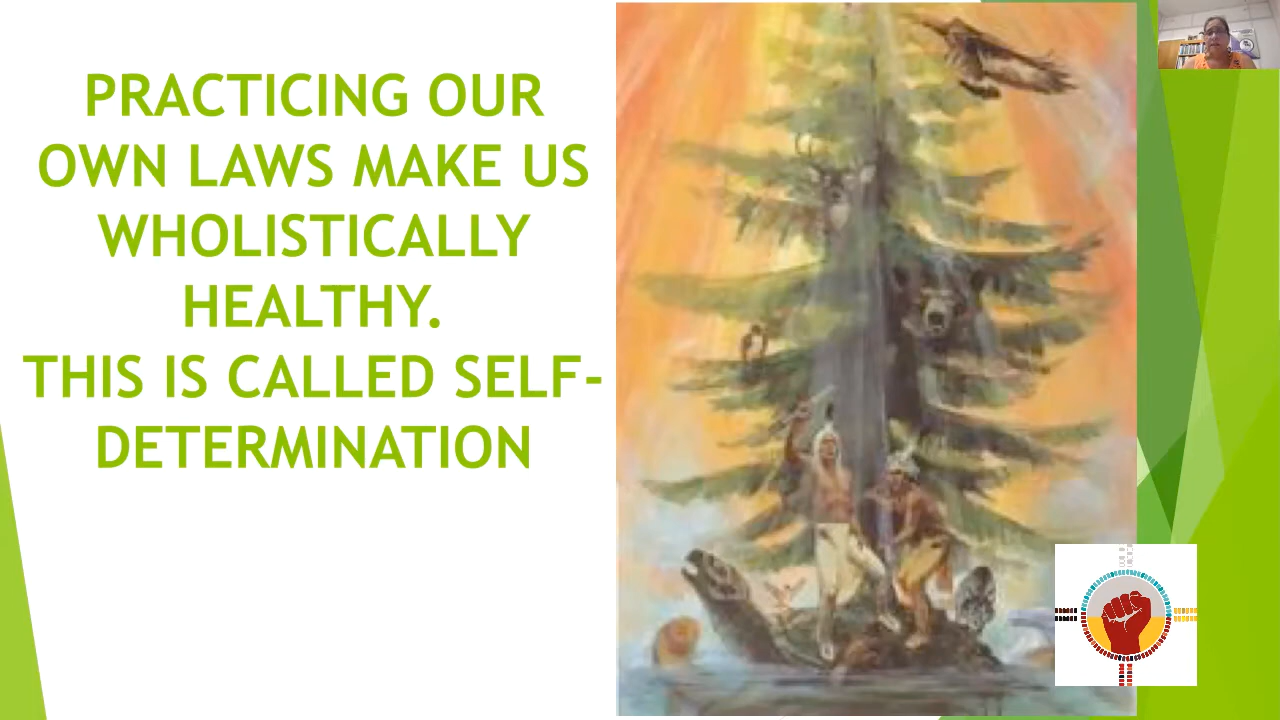 PRACTICING OUR
OWN LAWS MAKE US
WHOLISTICALLY
HEALTHY.
THIS IS CALLED SELF-
DETERMINATION